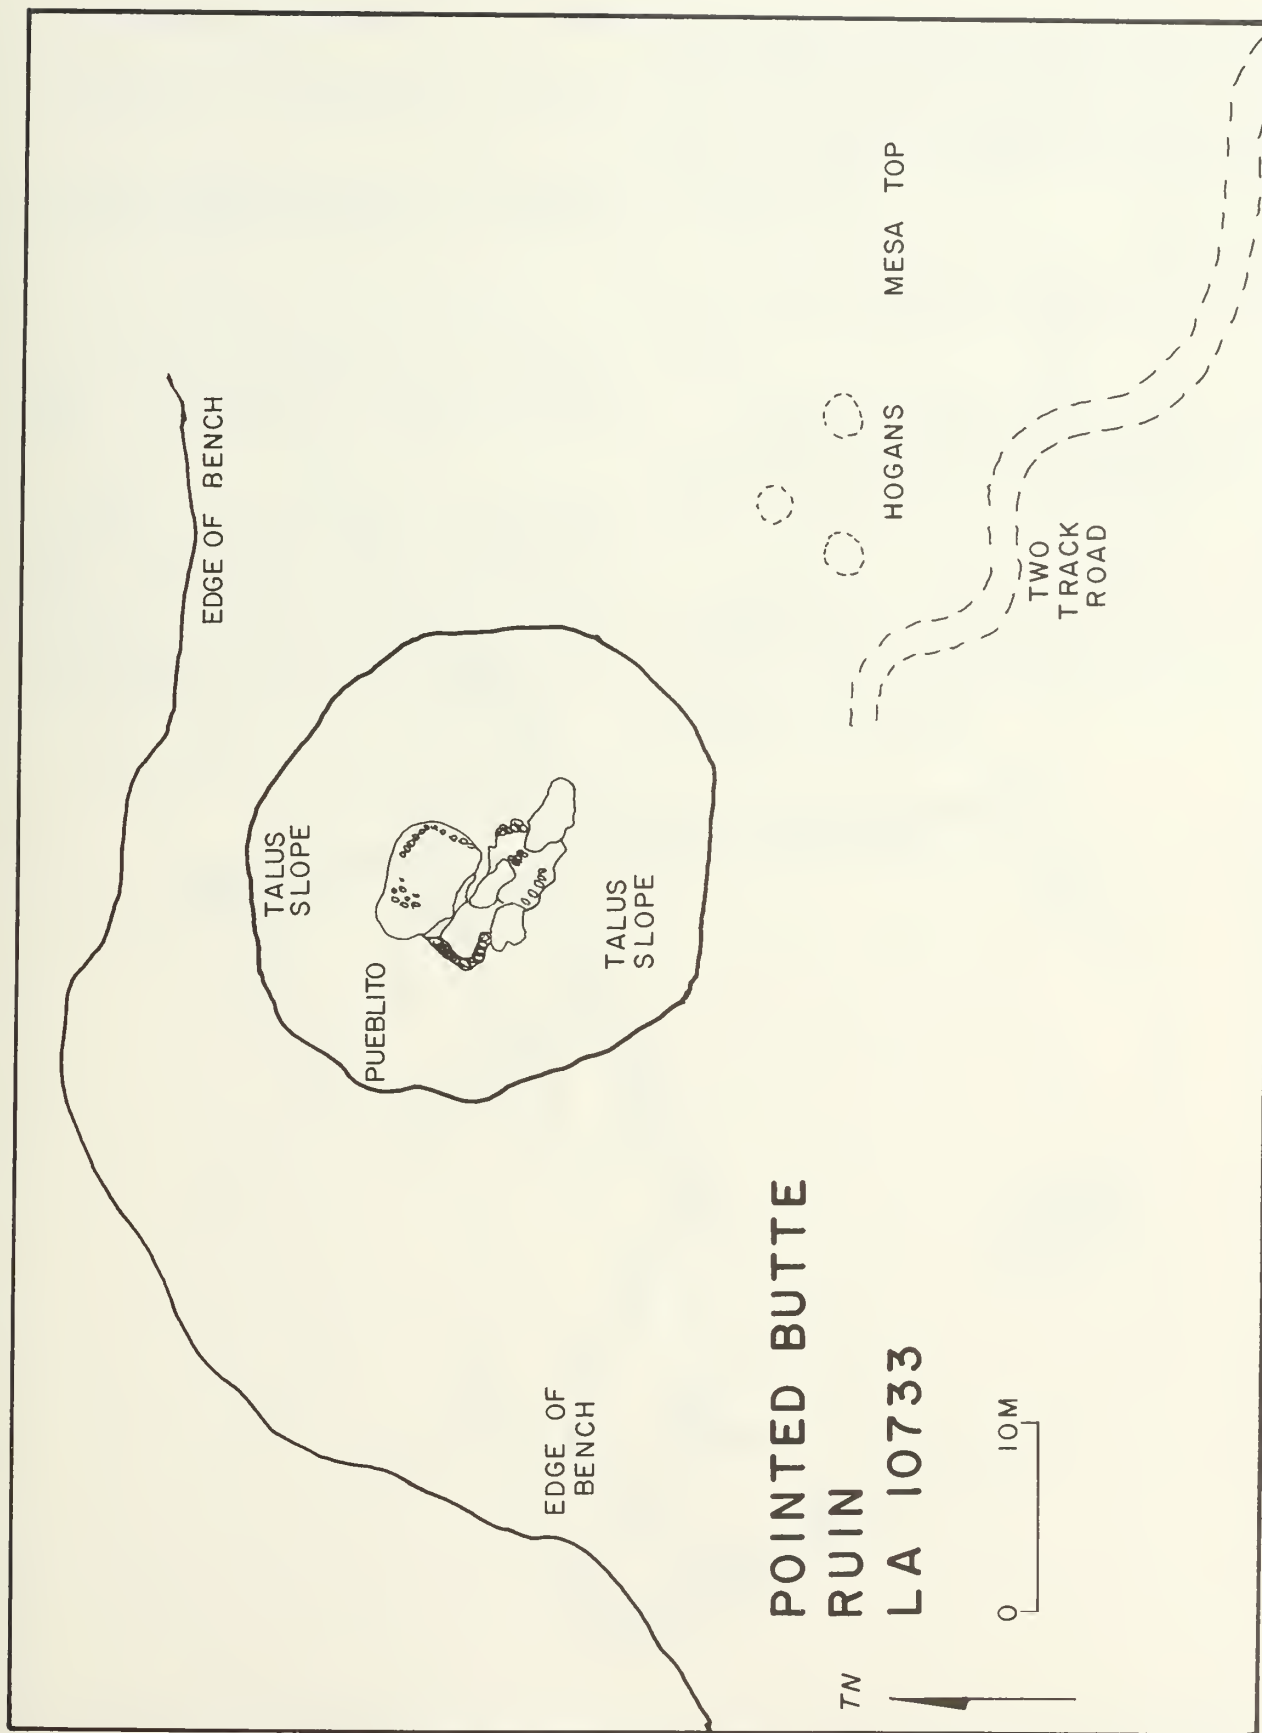 EDGE OF BENCH
TALUS
SLOPE
PUEBLITO
TALUS
SLOPE
EDGE OF
BENCH
HOGANS
MESA TOP
TWO
TRACK
ROAD
POINTED BUTTE
RUIN
LA 10733
TN
0 10M